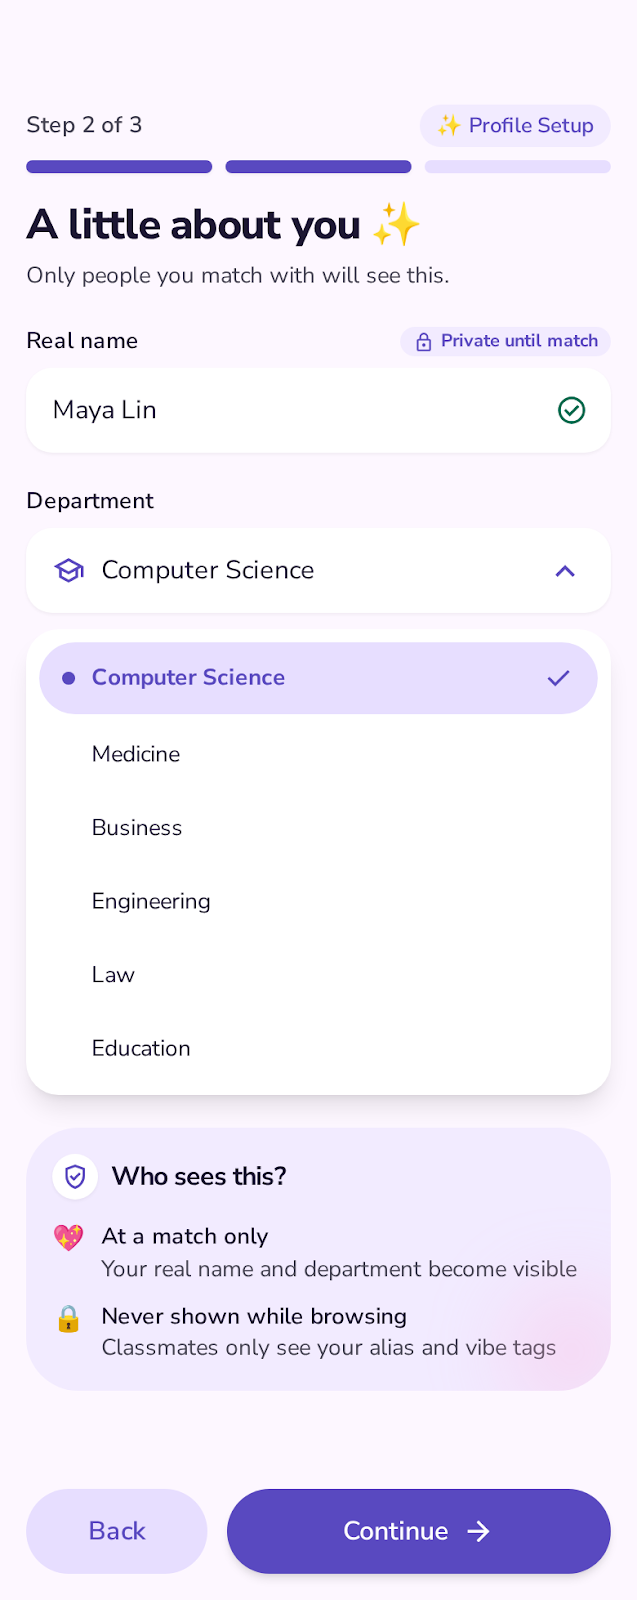 Step 2 of 3
✨ Profile Setup
A little about you ✨
Only people you match with will see this.
Real name
Private until match
Maya Lin
Department
Computer Science
Computer Science
Medicine
Business
Engineering
Law
Education
Who sees this?
💖 At a match only
Your real name and department become visible
🔒 Never shown while browsing
Classmates only see your alias and vibe tags
Back
Continue →